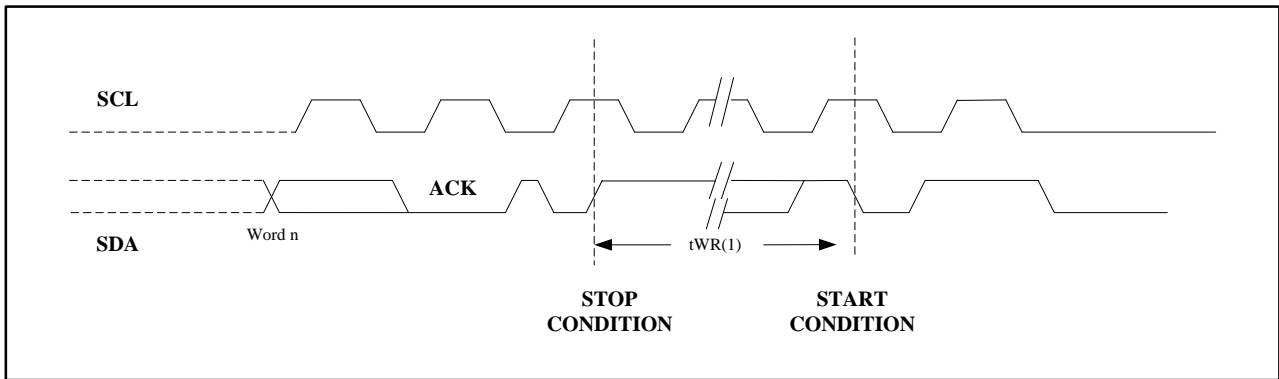 SCL
ACK
Word n
SDA
tWR(1)
STOP
CONDITION
START
CONDITION